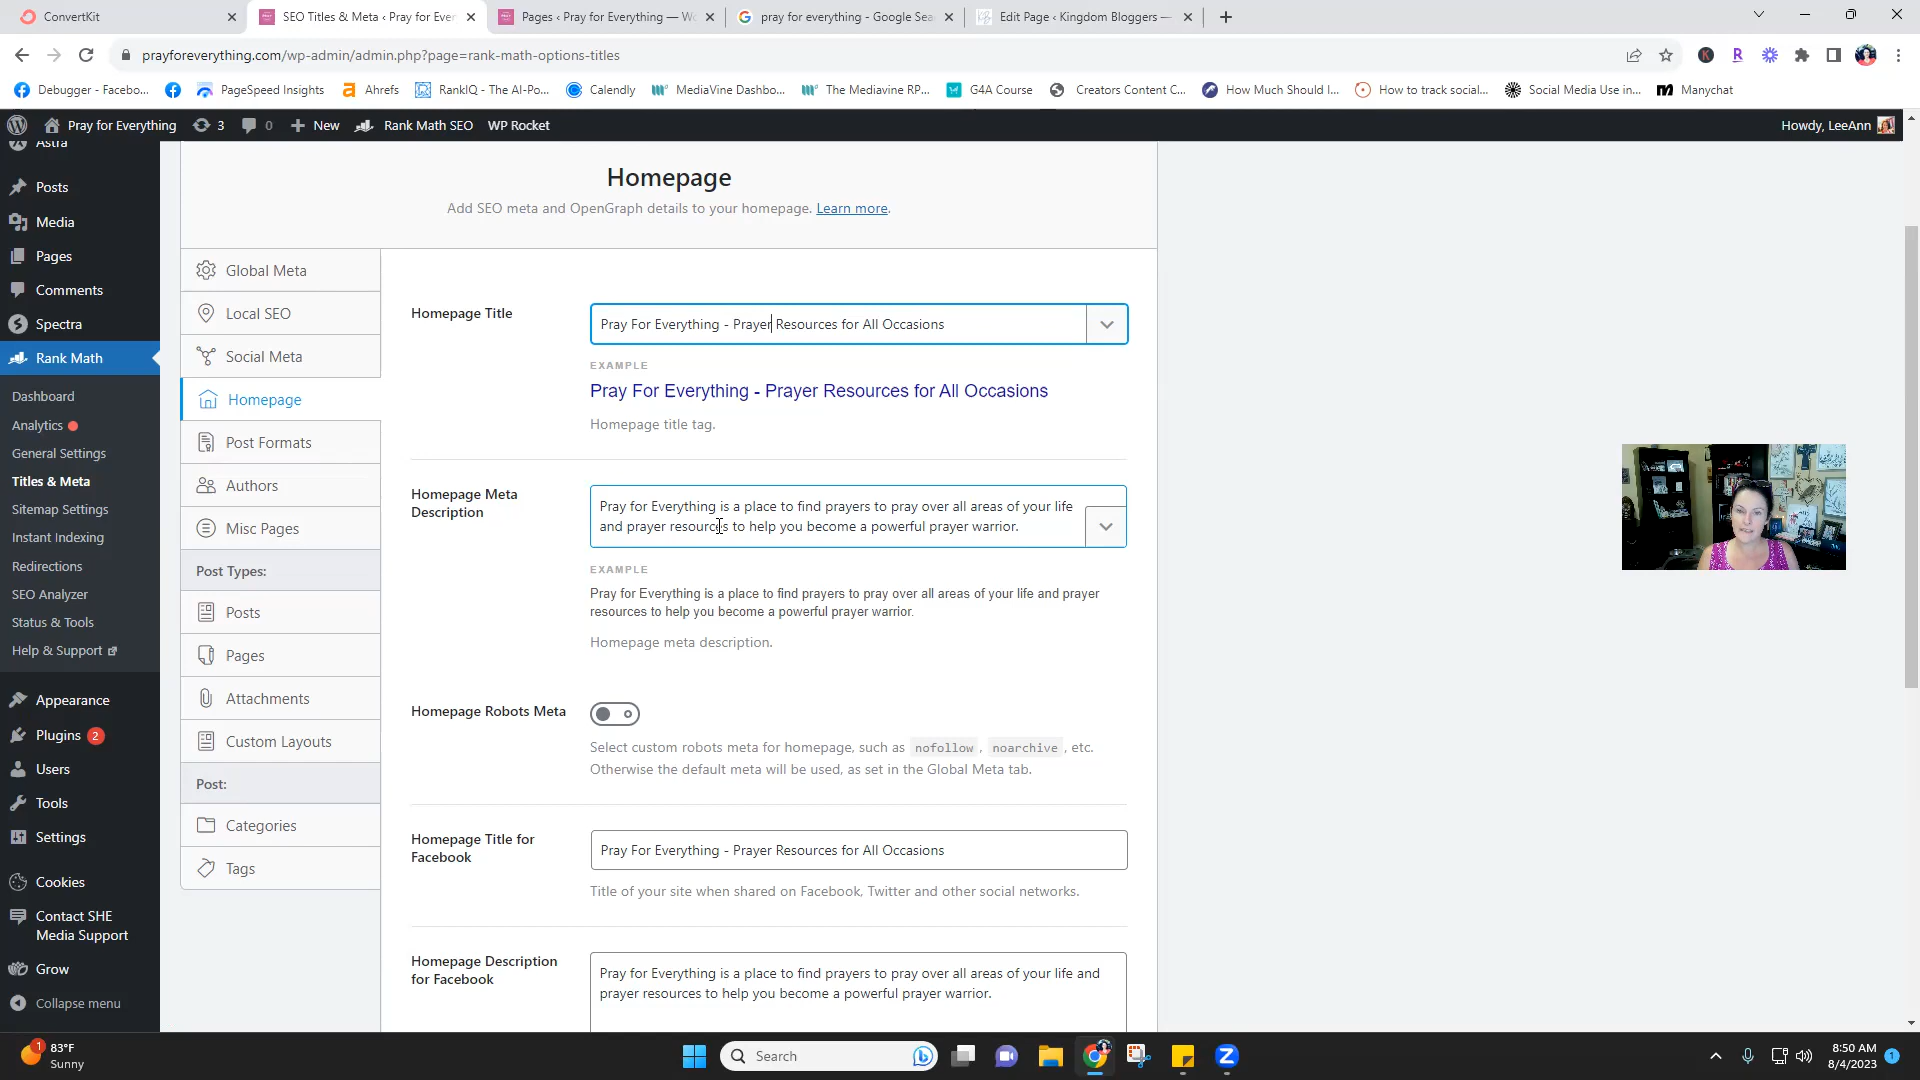 ConvertKit
SEO Titles & Meta ‹ Pray for Ever
Pages ‹ Pray for Everything — Wo
pray for everything - Google Sea
Edit Page ‹ Kingdom Bloggers —
prayforeverything.com/wp-admin/admin.php?page=rank-math-options-titles
Debugger - Facebo...
PageSpeed Insights
Ahrefs
RankIQ - The AI-Po...
Calendly
MediaVine Dashbo...
The Mediavine RP...
G4A Course
Creators Content C...
How Much Should I...
How to track social...
Social Media Use in...
Manychat
Pray for Everything
3
0
New
Rank Math SEO
WP Rocket
Howdy, LeeAnn
Astra
Posts
Media
Pages
Comments
Spectra
Rank Math
Dashboard
Analytics
General Settings
Titles & Meta
Sitemap Settings
Instant Indexing
Redirections
SEO Analyzer
Status & Tools
Help & Support
Appearance
Plugins 2
Users
Tools
Settings
Cookies
Contact SHE
Media Support
Grow
Collapse menu
Homepage
Add SEO meta and OpenGraph details to your homepage. Learn more.
Global Meta
Local SEO
Social Meta
Homepage
Post Formats
Authors
Misc Pages
Post Types:
Posts
Pages
Attachments
Custom Layouts
Post:
Categories
Tags
Homepage Title
Pray For Everything - Prayer Resources for All Occasions
EXAMPLE
Pray For Everything - Prayer Resources for All Occasions
Homepage title tag.
Homepage Meta
Description
Pray for Everything is a place to find prayers to pray over all areas of your life
and prayer resources to help you become a powerful prayer warrior.
EXAMPLE
Pray for Everything is a place to find prayers to pray over all areas of your life and prayer
resources to help you become a powerful prayer warrior.
Homepage meta description.
Homepage Robots Meta
Select custom robots meta for homepage, such as nofollow , noarchive , etc.
Otherwise the default meta will be used, as set in the Global Meta tab.
Homepage Title for
Facebook
Pray For Everything - Prayer Resources for All Occasions
Title of your site when shared on Facebook, Twitter and other social networks.
Homepage Description
for Facebook
Pray for Everything is a place to find prayers to pray over all areas of your life and
prayer resources to help you become a powerful prayer warrior.
1
83°F
Sunny
Search
8:50 AM
8/4/2023
1